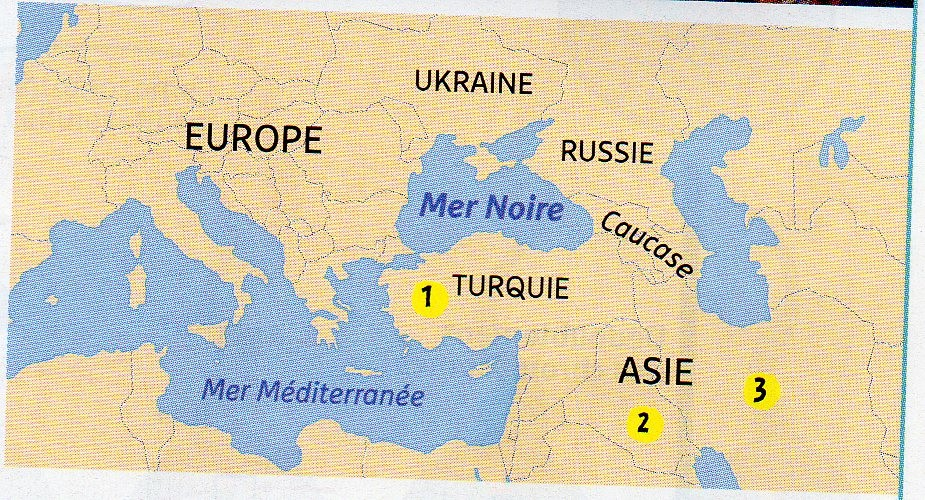 UKRAINE
EUROPE
RUSSIE
Mer Noire
Caucase
1 TURQUIE
ASIE
Mer Méditerranée
3
2